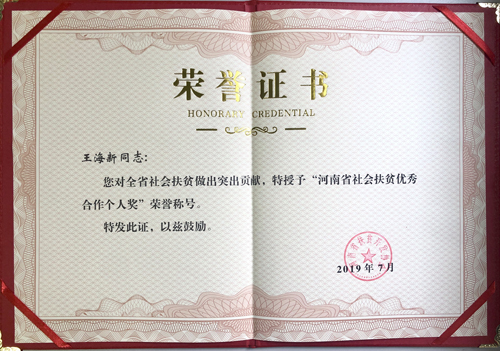 荣誉证书
HONORARY CREDENTIAL
王海新同志：
您对全省社会扶贫做出突出贡献，特授予“河南省社会扶贫优秀
合作个人奖”荣誉称号。
特发此证，以兹鼓励。
2019年7月